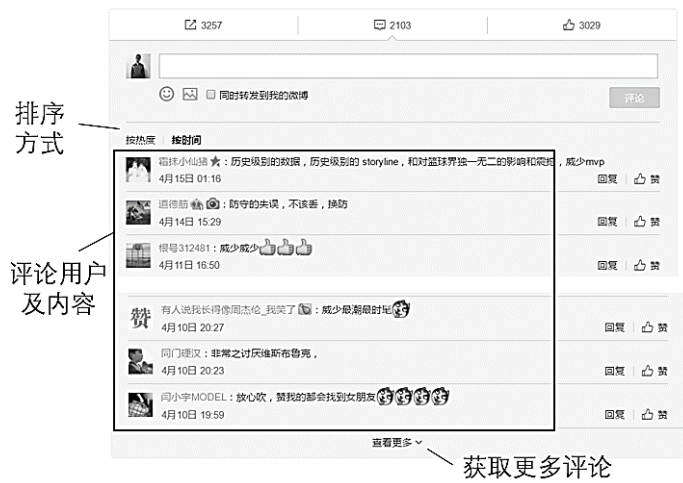 3257
2103
3029
同时转发到我的微博
评论
排序
方式
按热度 | 按时间
霜抹小仙猪：历史级别的数据，历史级别的 storyline，和对篮球界独一无二的影响和震撼，威少mvp
4月15日 01:16
回复 | 赞
道德筋：防守的失误，不该丢，换防
4月14日 15:29
回复 | 赞
根号312481：威少威少
4月11日 16:50
回复 | 赞
评论用户
及内容
赞
有人说我长得像周杰伦_我笑了：威少最潮最时尼
4月10日 20:27
回复 | 赞
同门硬汉：非常之讨厌维斯布鲁克，
4月10日 20:23
回复 | 赞
闫小宇MODEL：放心吹，赞我的都会找到女朋友
4月10日 19:59
回复 | 赞
查看更多
获取更多评论